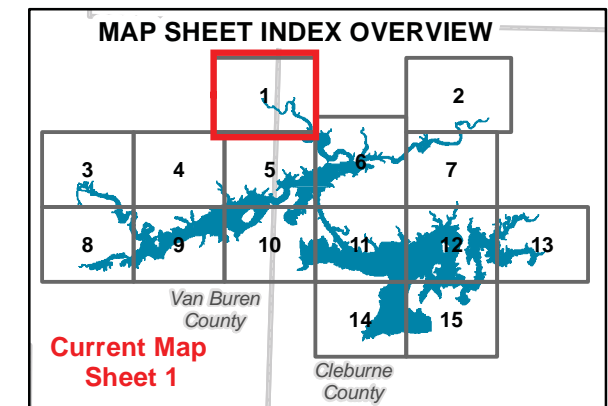 MAP SHEET INDEX OVERVIEW
1
2
3
4
5
6
7
8
9
10
11
12
13
Van Buren
County
14
15
Current Map
Sheet 1
Cleburne
County